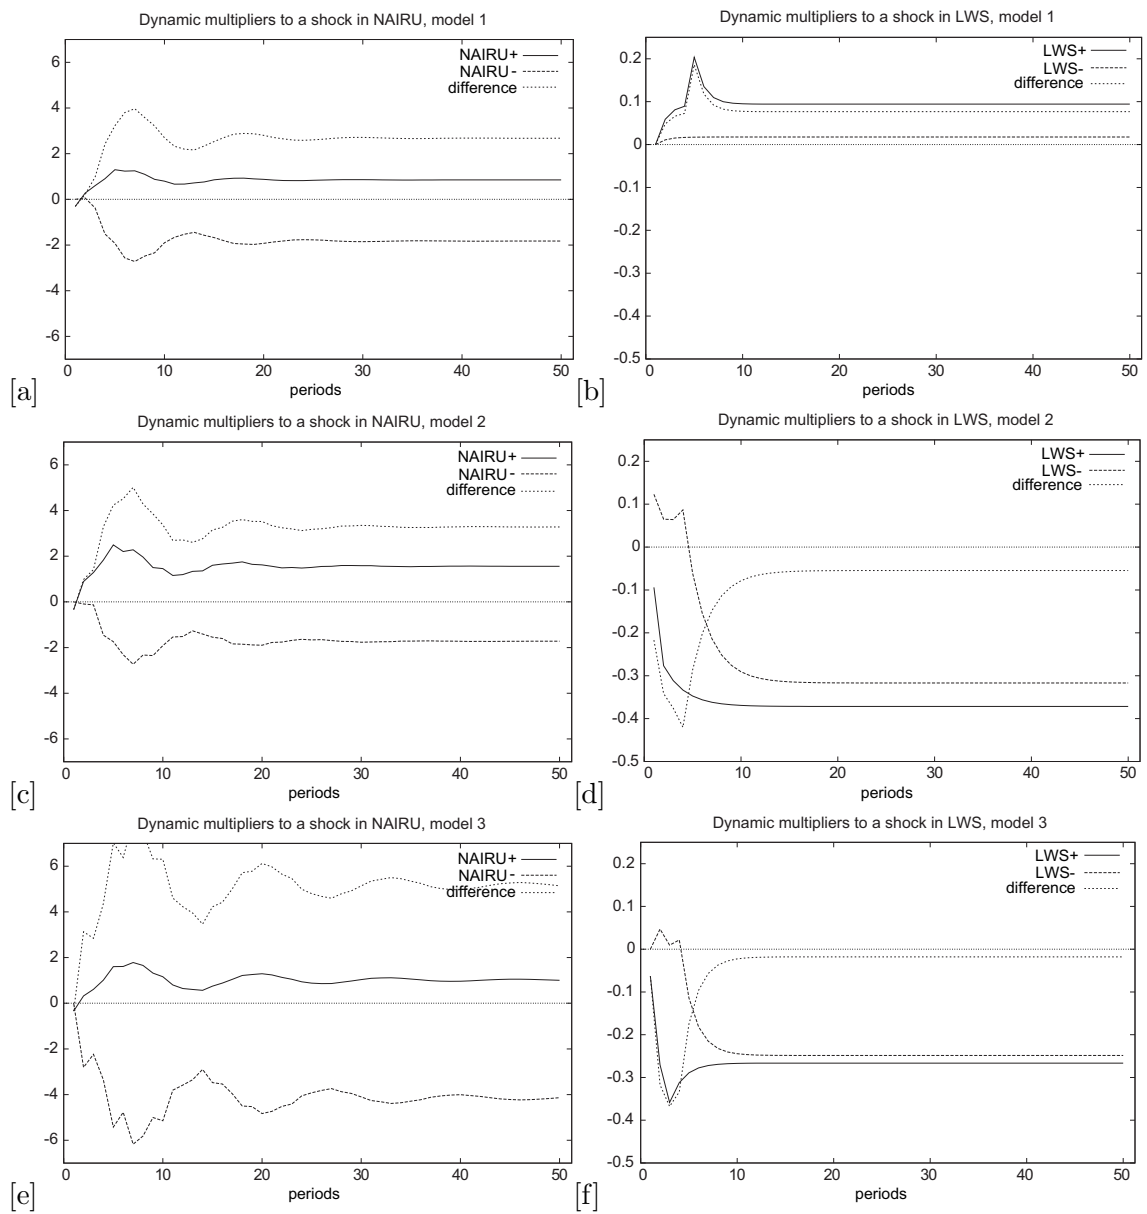 Dynamic multipliers to a shock in NAIRU, model 1
6
4
2
0
-2
-4
-6
NAIRU+
NAIRU-
difference
0 10 20 30 40 50
periods
[a]
Dynamic multipliers to a shock in LWS, model 1
0.2
0.1
0
-0.1
-0.2
-0.3
-0.4
-0.5
LWS+
LWS-
difference
0 10 20 30 40 50
periods
[b]
Dynamic multipliers to a shock in NAIRU, model 2
6
4
2
0
-2
-4
-6
NAIRU+
NAIRU-
difference
0 10 20 30 40 50
periods
[c]
Dynamic multipliers to a shock in LWS, model 2
0.2
0.1
0
-0.1
-0.2
-0.3
-0.4
-0.5
LWS+
LWS-
difference
0 10 20 30 40 50
periods
[d]
Dynamic multipliers to a shock in NAIRU, model 3
6
4
2
0
-2
-4
-6
NAIRU+
NAIRU-
difference
0 10 20 30 40 50
periods
[e]
Dynamic multipliers to a shock in LWS, model 3
0.2
0.1
0
-0.1
-0.2
-0.3
-0.4
-0.5
LWS+
LWS-
difference
0 10 20 30 40 50
periods
[f]